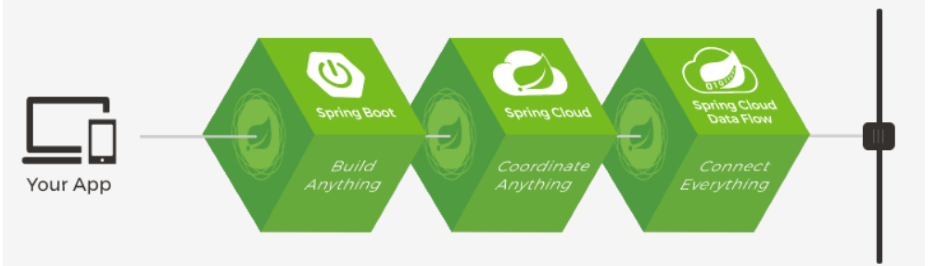 Your App
Spring Boot
Build
Anything
Spring Cloud
Coordinate
Anything
Spring Cloud
Data Flow
Connect
Everything